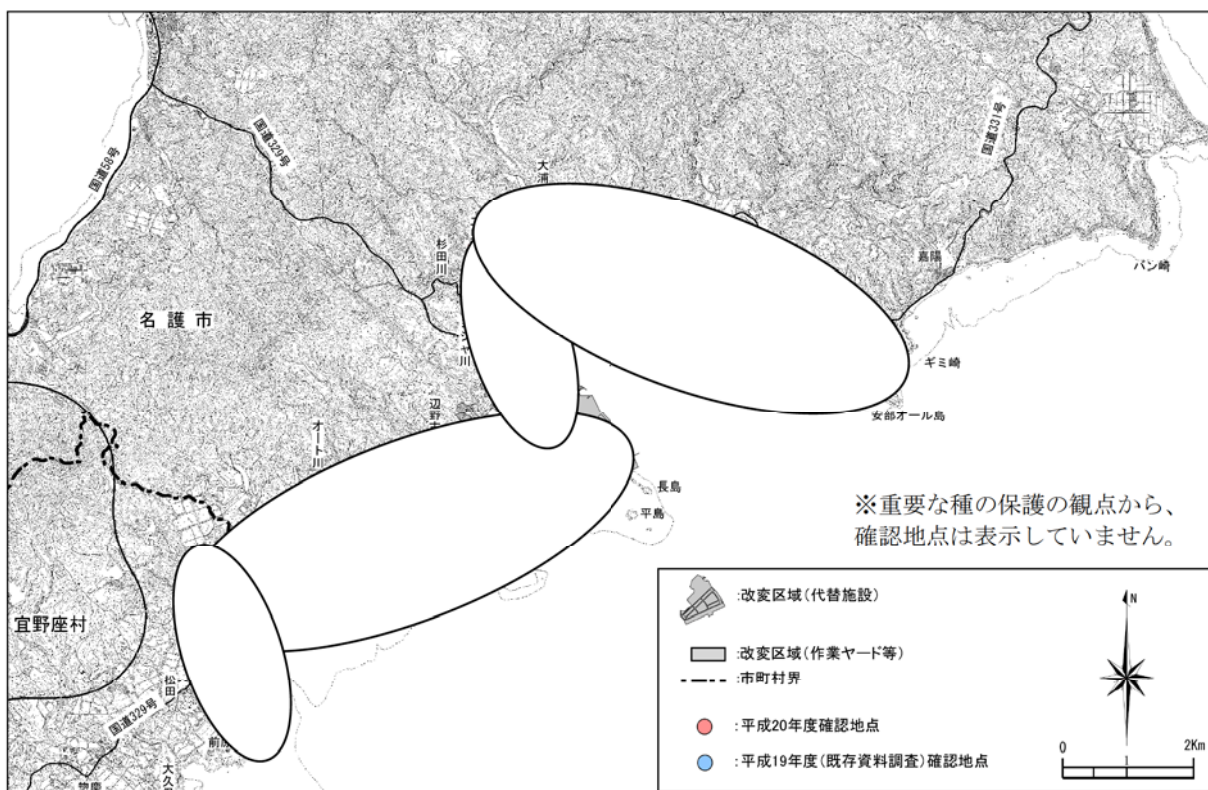 国道58号
国道329号
大浦
国道331号
杉田川
嘉陽
バン崎
名護市
ギミ崎
安部オール島
オート川
長島
平島
※重要な種の保護の観点から、
確認地点は表示していません。
宜野座村
松田
国道329号
:改変区域(代替施設)
:改変区域(作業ヤード等)
:市町村界
:平成20年度確認地点
:平成19年度(既存資料調査)確認地点
N
0 2Km